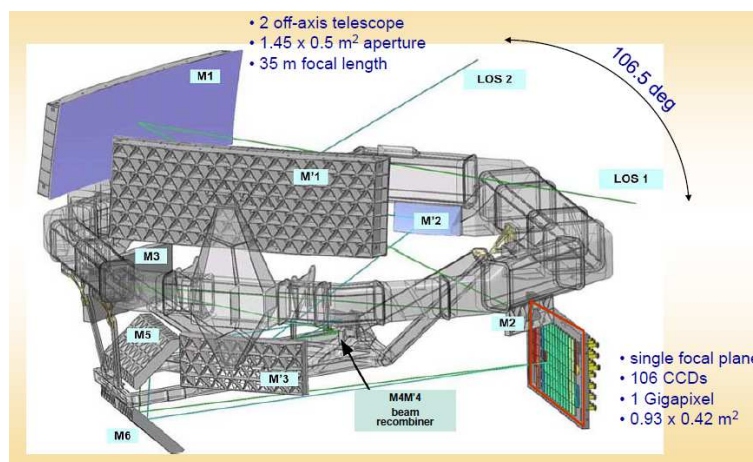 • 2 off-axis telescope
• 1.45 x 0.5 m² aperture
• 35 m focal length
M1
LOS 2
106.5 deg
M'1
LOS 1
M'2
M3
M2
M5
M'3
M4M'4
beam
recombiner
M6
• single focal plane
• 106 CCDs
• 1 Gigapixel
• 0.93 x 0.42 m²